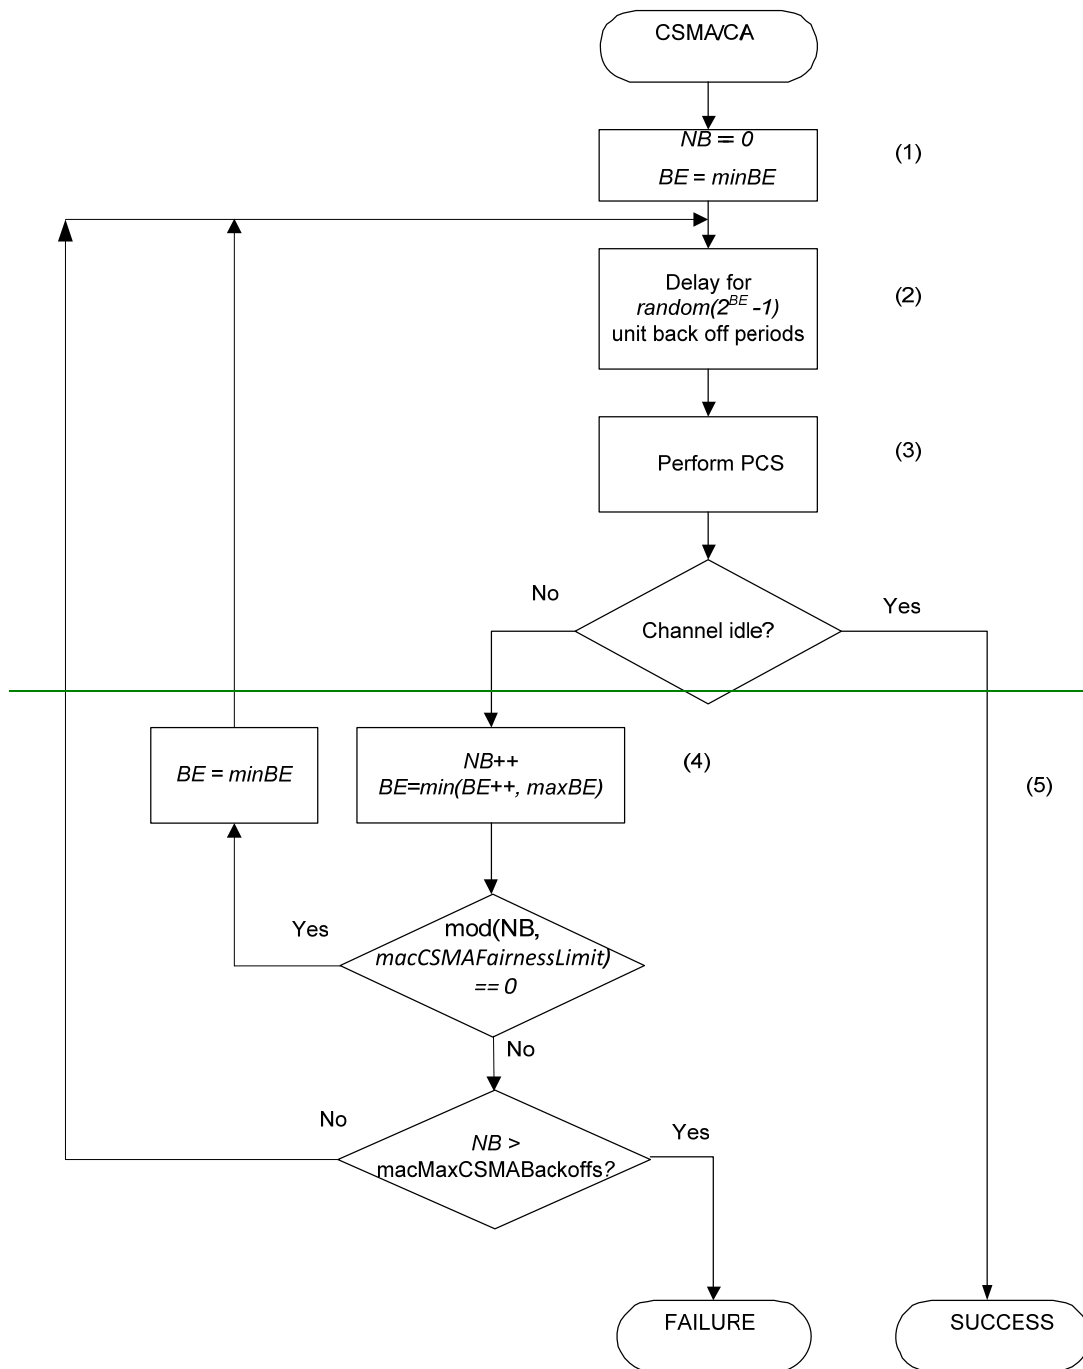 CSMA/CA
NB = 0
BE = minBE
(1)
Delay for
random(2^BE -1)
unit back off periods
(2)
Perform PCS
(3)
No
Yes
Channel idle?
BE = minBE
NB++
BE=min(BE++, maxBE)
(4)
(5)
Yes
mod(NB,
macCSMAFairnessLimit)
== 0
No
No
NB >
macMaxCSMABackoffs?
Yes
FAILURE
SUCCESS